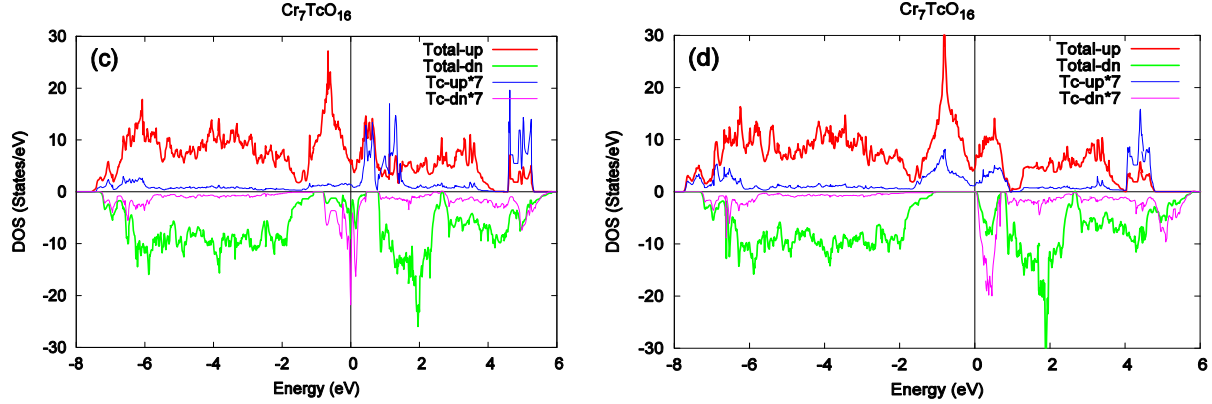 Cr7TcO16
(c)
Total-up
Total-dn
Tc-up*7
Tc-dn*7
DOS (States/eV)
30
20
10
0
-10
-20
-30
-8 -6 -4 -2 0 2 4 6
Energy (eV)
Cr7TcO16
(d)
Total-up
Total-dn
Tc-up*7
Tc-dn*7
DOS (States/eV)
30
20
10
0
-10
-20
-30
-8 -6 -4 -2 0 2 4 6
Energy (eV)